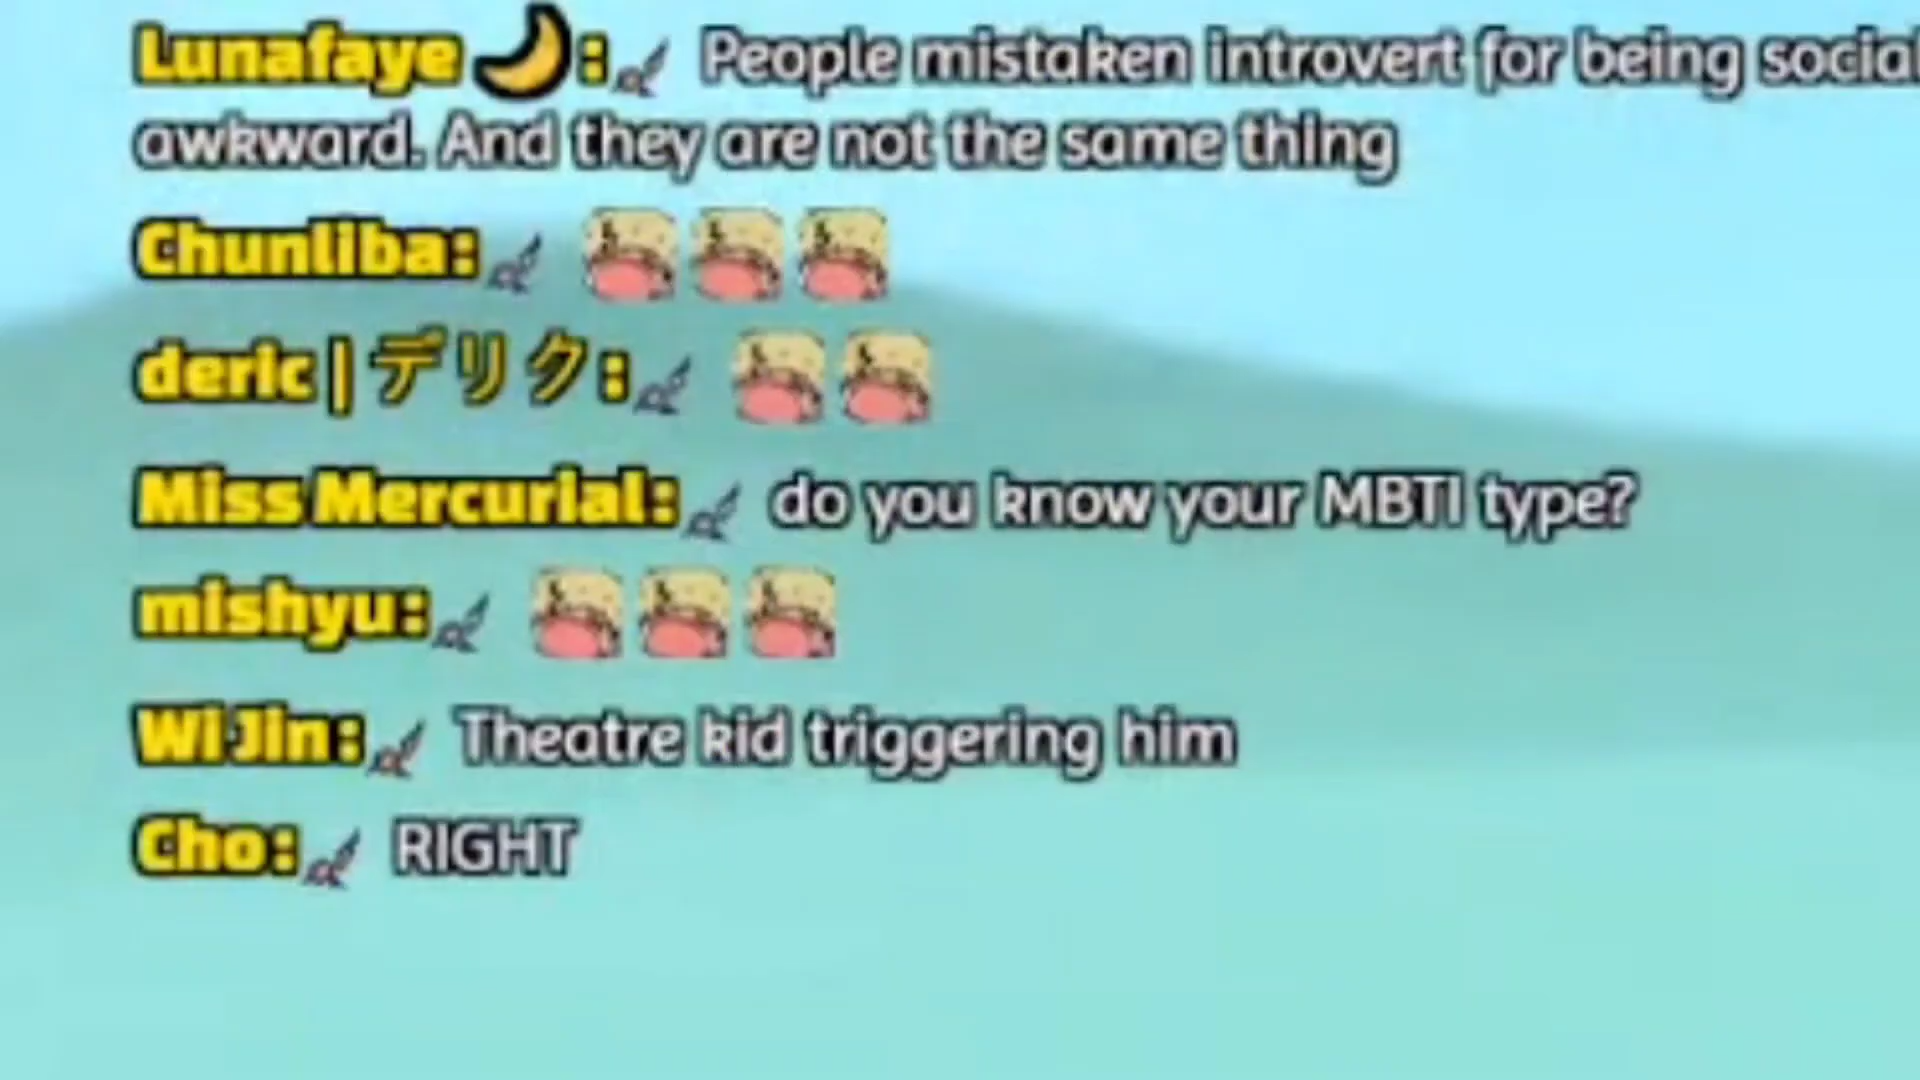 Lunafaye 🌙: People mistaken introvert for being social
awkward. And they are not the same thing
Chunliba:
deric | デリク:
Miss Mercurial: do you know your MBTI type?
mishyu:
Wi Jin: Theatre kid triggering him
Cho: RIGHT